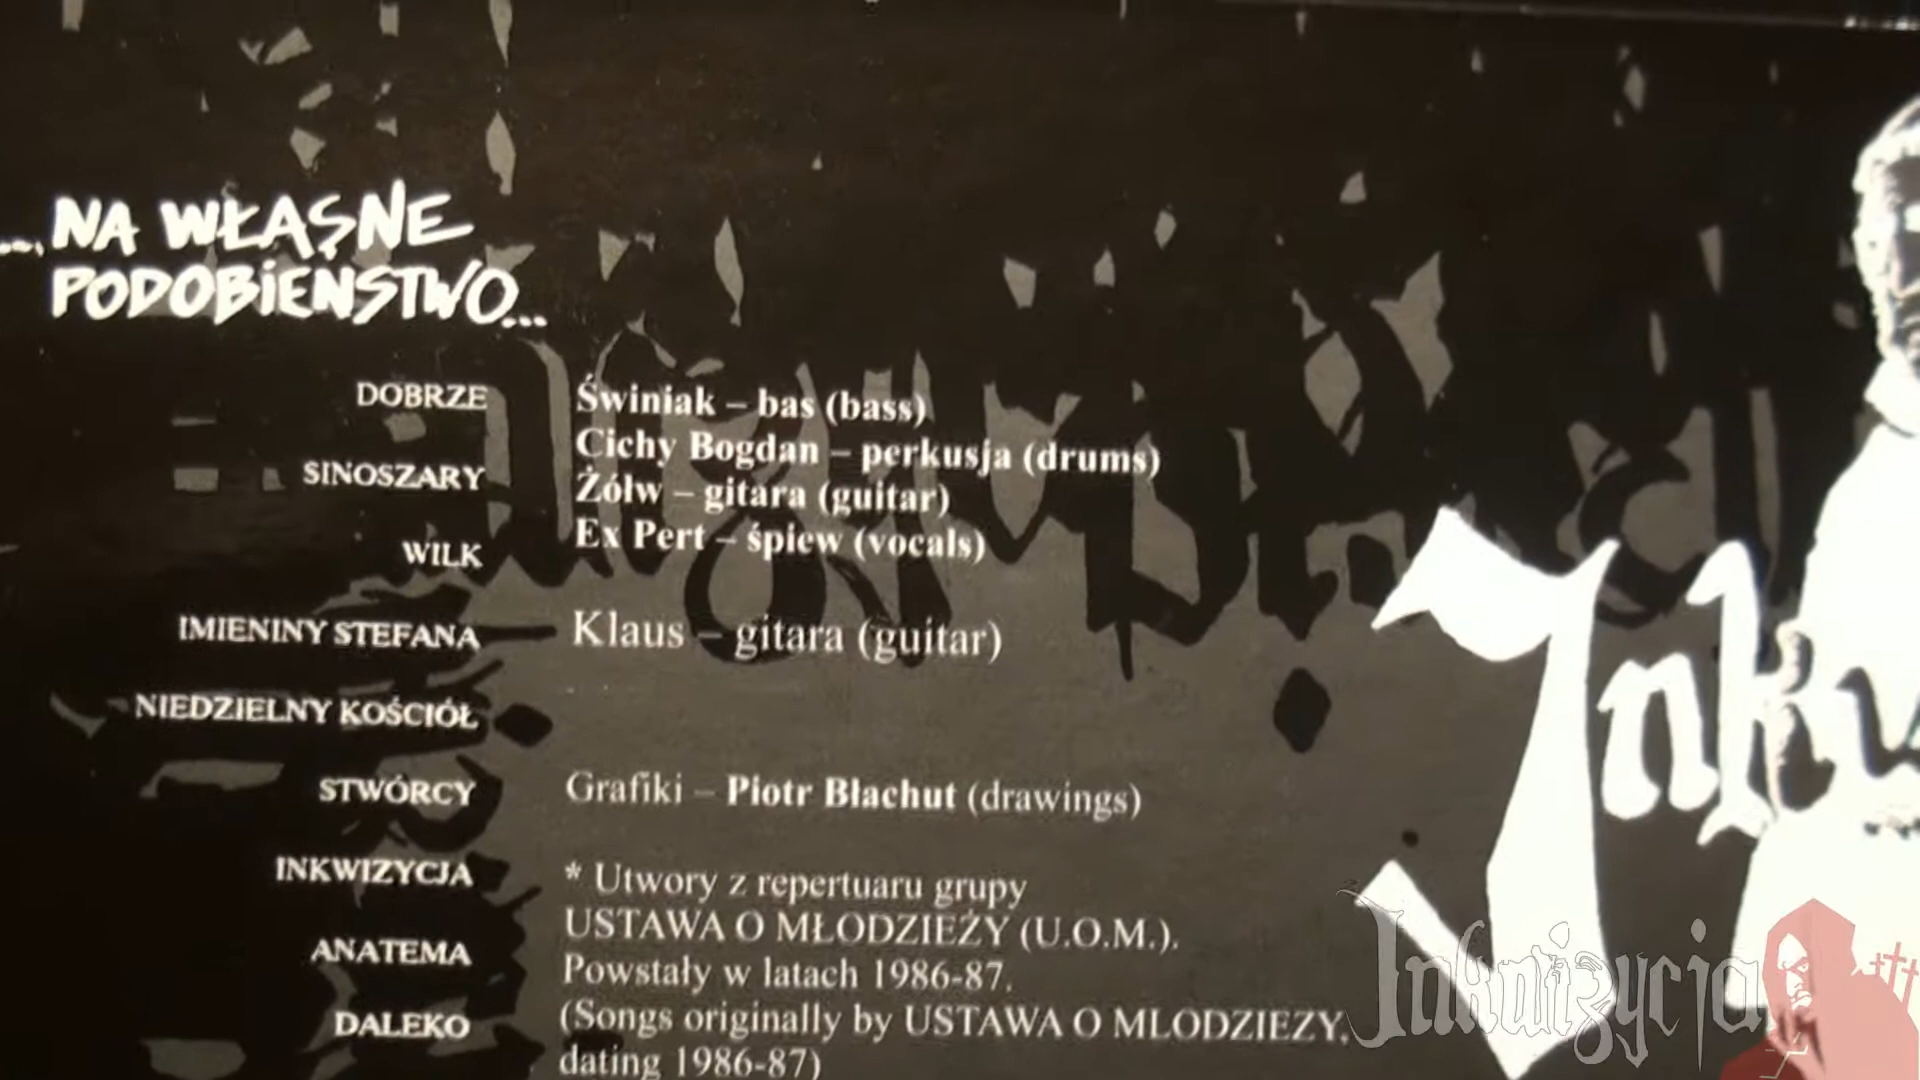 ...NA WŁASNE
PODOBIEŃSTWO...
DOBRZE
SINOSZARY
WILK
IMIENINY STEFANA
NIEDZIELNY KOŚCIÓŁ
STWÓRCY
INKWIZYCJA
ANATEMA
DALEKO
Świniak – bas (bass)
Cichy Bogdan – perkusja (drums)
Żółw – gitara (guitar)
Ex Pert – śpiew (vocals)
Klaus – gitara (guitar)
Grafiki – Piotr Błachut (drawings)
* Utwory z repertuaru grupy
USTAWA O MŁODZIEŻY (U.O.M.).
Powstały w latach 1986-87.
(Songs originally by USTAWA O MLODZIEZY,
dating 1986-87)
Inkw
Inkwizycja